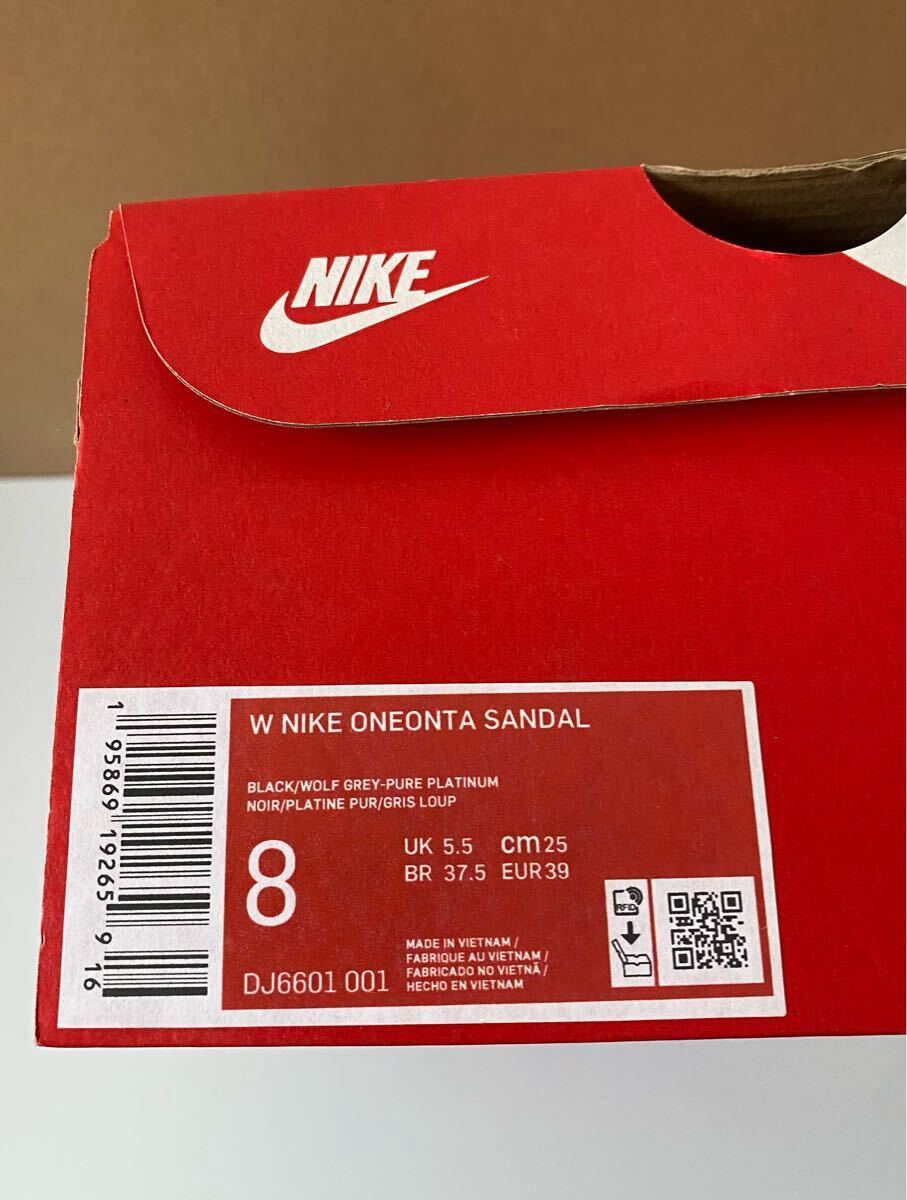 NIKE
W NIKE ONEONTA SANDAL
BLACK/WOLF GREY-PURE PLATINUM
NOIR/PLATINE PUR/GRIS LOUP
8
UK 5.5 cm 25
BR 37.5 EUR 39
MADE IN VIETNAM /
FABRIQUE AU VIETNAM /
FABRICADO NO VIETNÃ /
HECHO EN VIETNAM
DJ6601 001
RFID
1 95869 19265 9 16